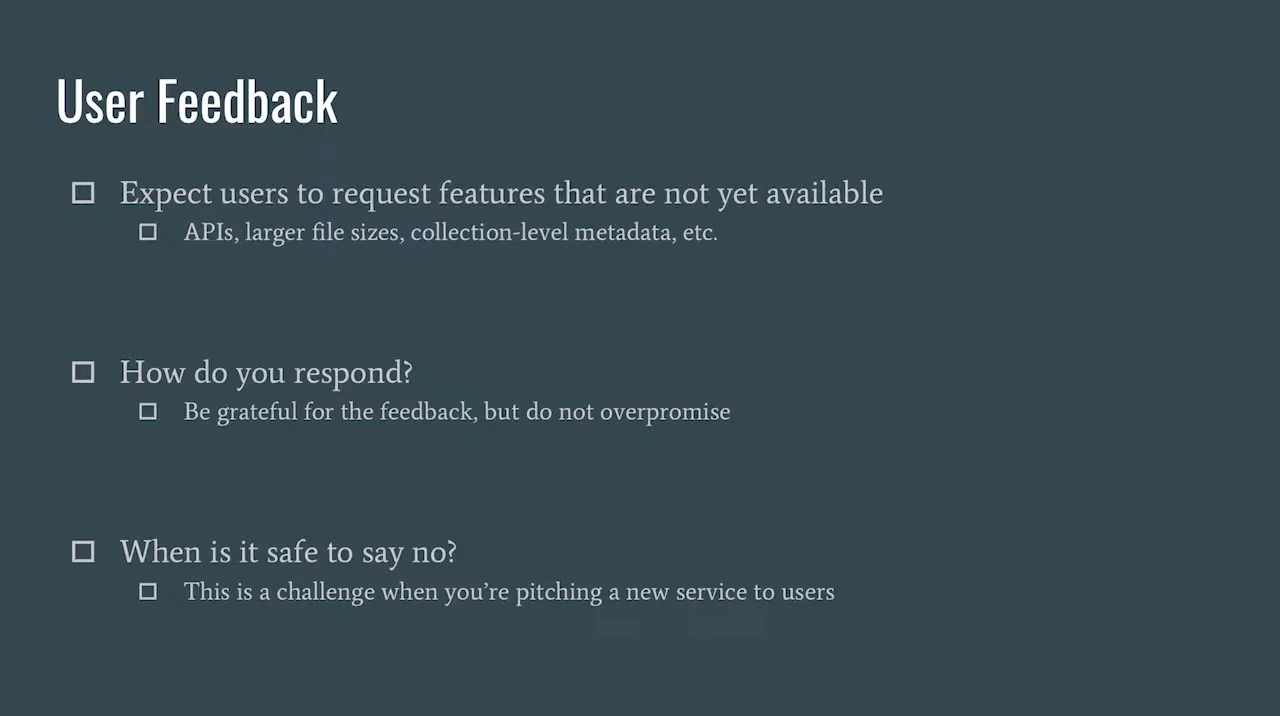 User Feedback
Expect users to request features that are not yet available
APIs, larger file sizes, collection-level metadata, etc.
How do you respond?
Be grateful for the feedback, but do not overpromise
When is it safe to say no?
This is a challenge when you’re pitching a new service to users